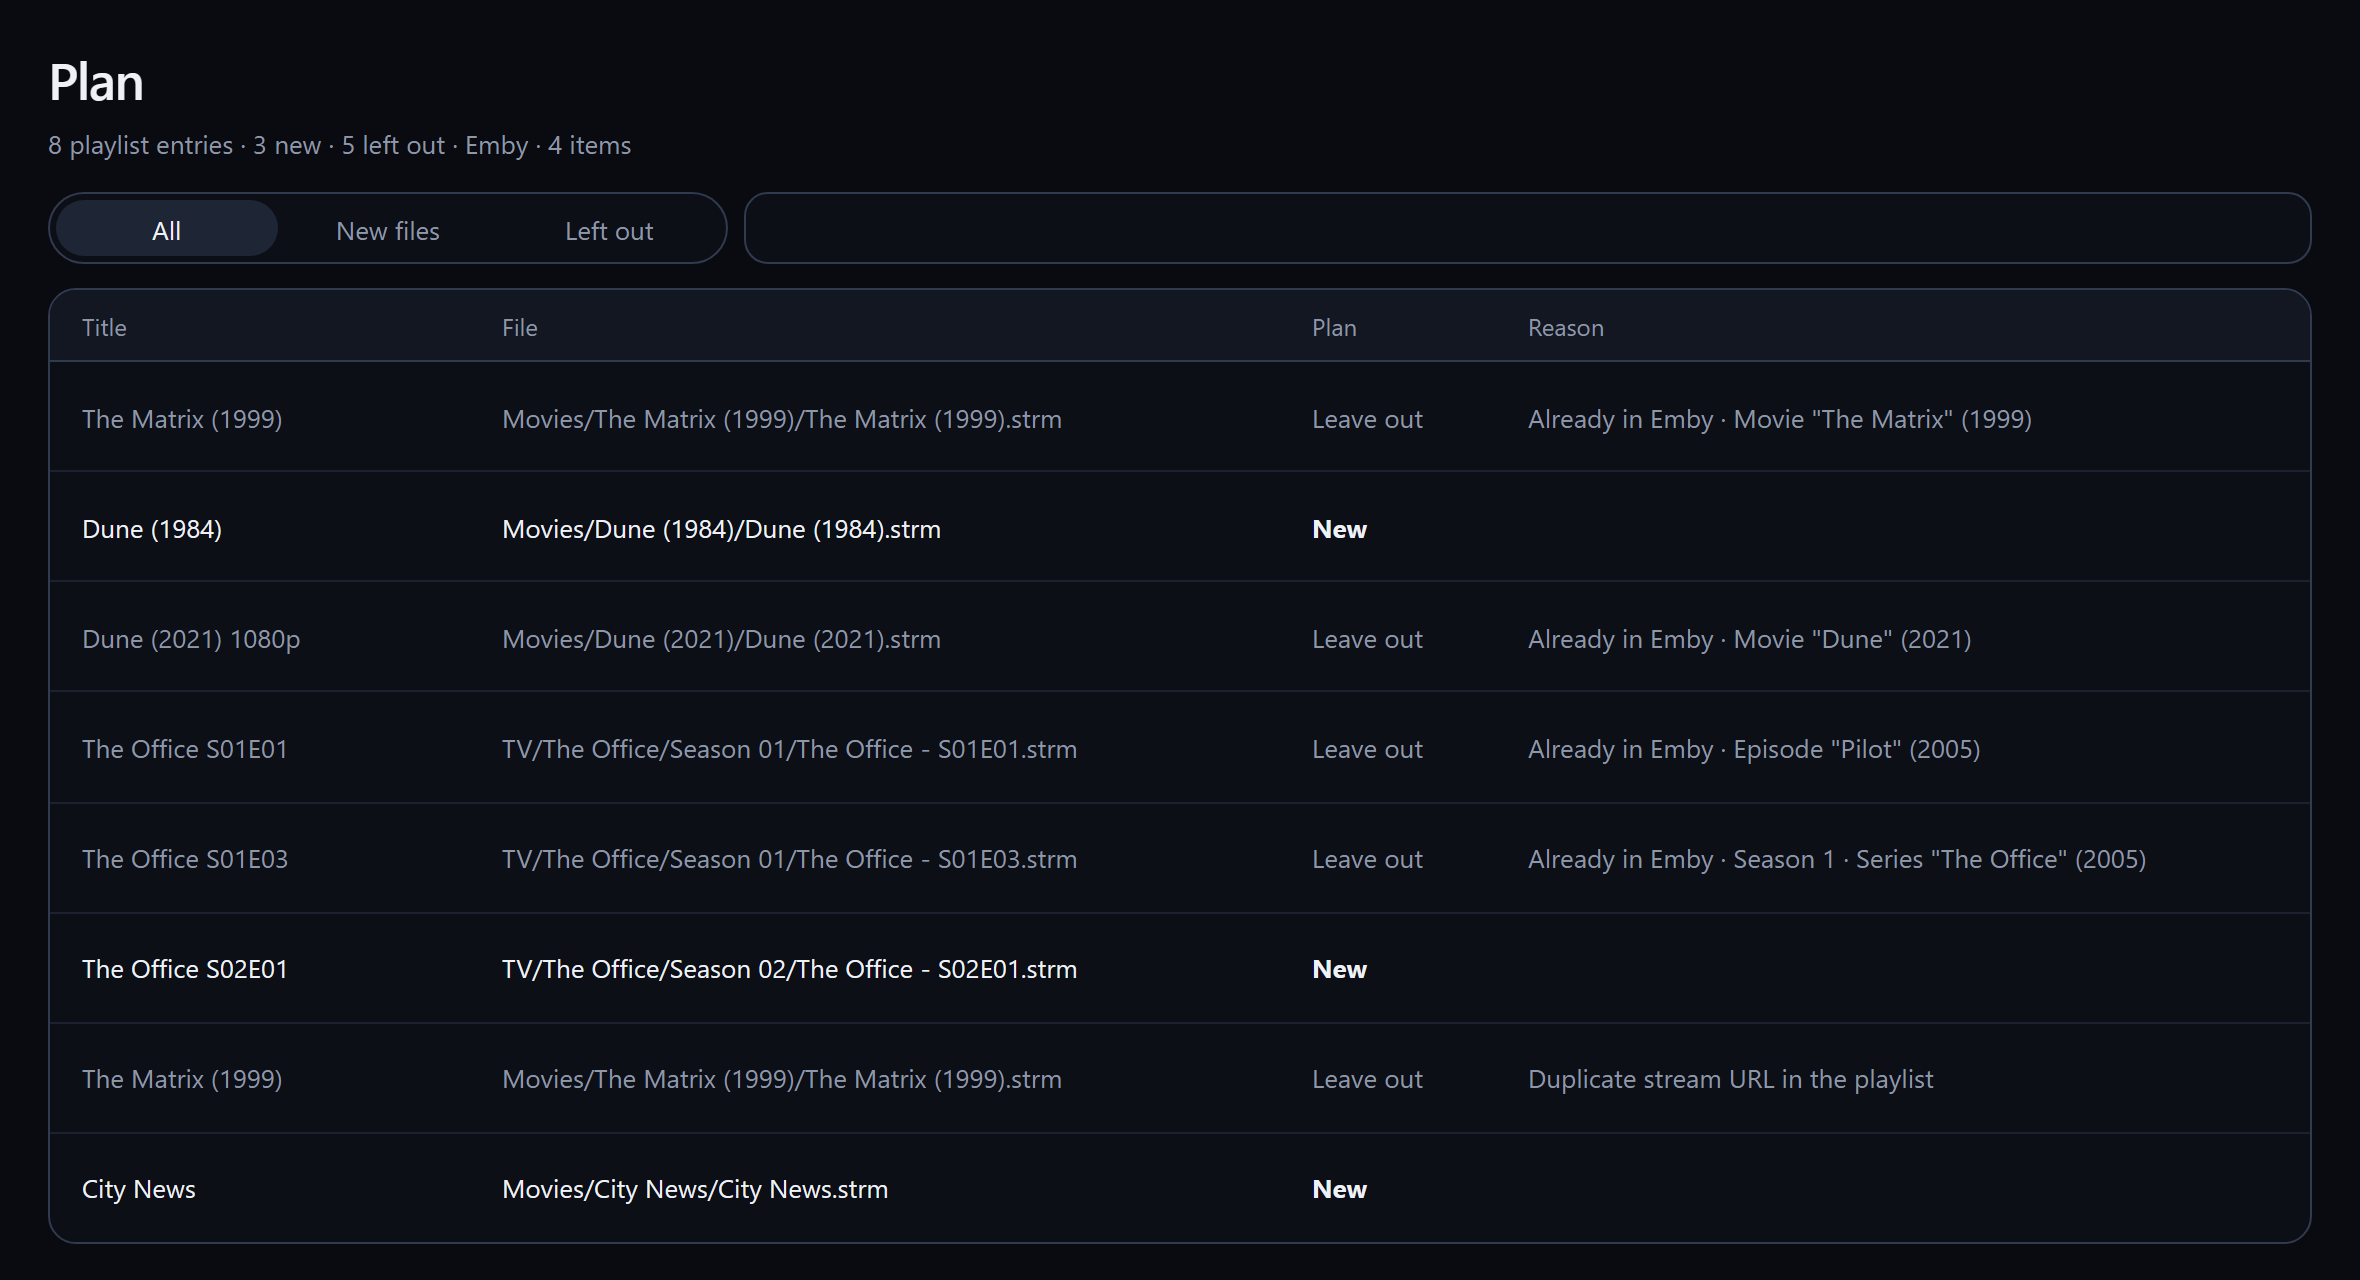 Plan
8 playlist entries · 3 new · 5 left out · Emby · 4 items
All New files Left out
Title File Plan Reason
The Matrix (1999) Movies/The Matrix (1999)/The Matrix (1999).strm Leave out Already in Emby · Movie "The Matrix" (1999)
Dune (1984) Movies/Dune (1984)/Dune (1984).strm New
Dune (2021) 1080p Movies/Dune (2021)/Dune (2021).strm Leave out Already in Emby · Movie "Dune" (2021)
The Office S01E01 TV/The Office/Season 01/The Office - S01E01.strm Leave out Already in Emby · Episode "Pilot" (2005)
The Office S01E03 TV/The Office/Season 01/The Office - S01E03.strm Leave out Already in Emby · Season 1 · Series "The Office" (2005)
The Office S02E01 TV/The Office/Season 02/The Office - S02E01.strm New
The Matrix (1999) Movies/The Matrix (1999)/The Matrix (1999).strm Leave out Duplicate stream URL in the playlist
City News Movies/City News/City News.strm New